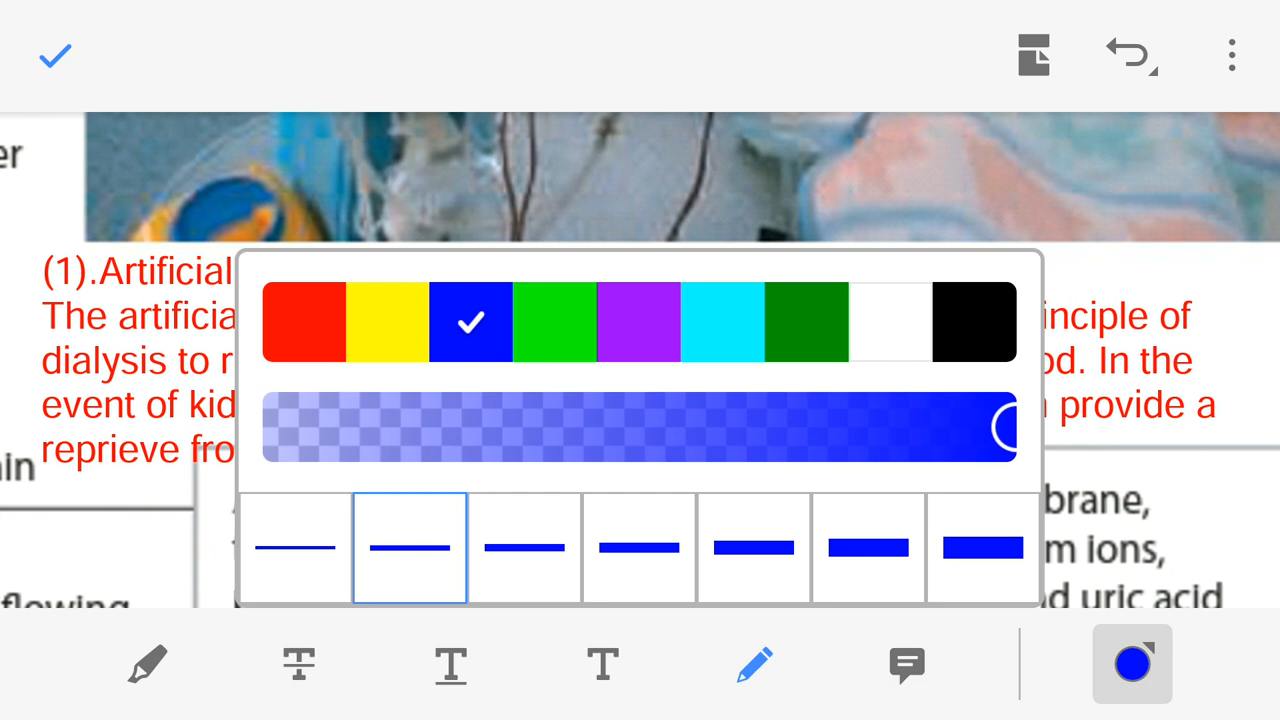 er
(1).Artificial
The artificia inciple of
dialysis to r od. In the
event of kid provide a
reprieve fro
in
brane,
m ions,
d uric acid
flowing